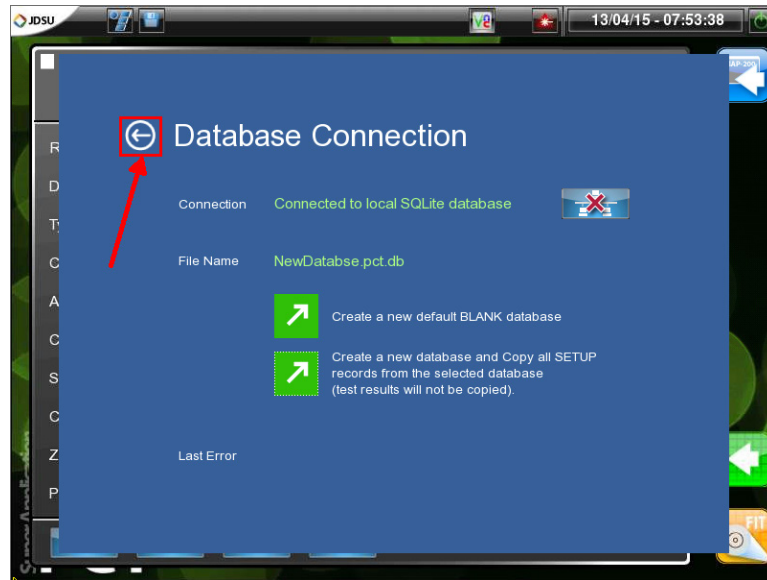 JDSU
13/04/15 - 07:53:38
Database Connection
Connection Connected to local SQLite database
File Name NewDatabse.pct.db
Create a new default BLANK database
Create a new database and Copy all SETUP
records from the selected database
(test results will not be copied).
Last Error
R
D
C
A
C
S
C
Z
P
FIT